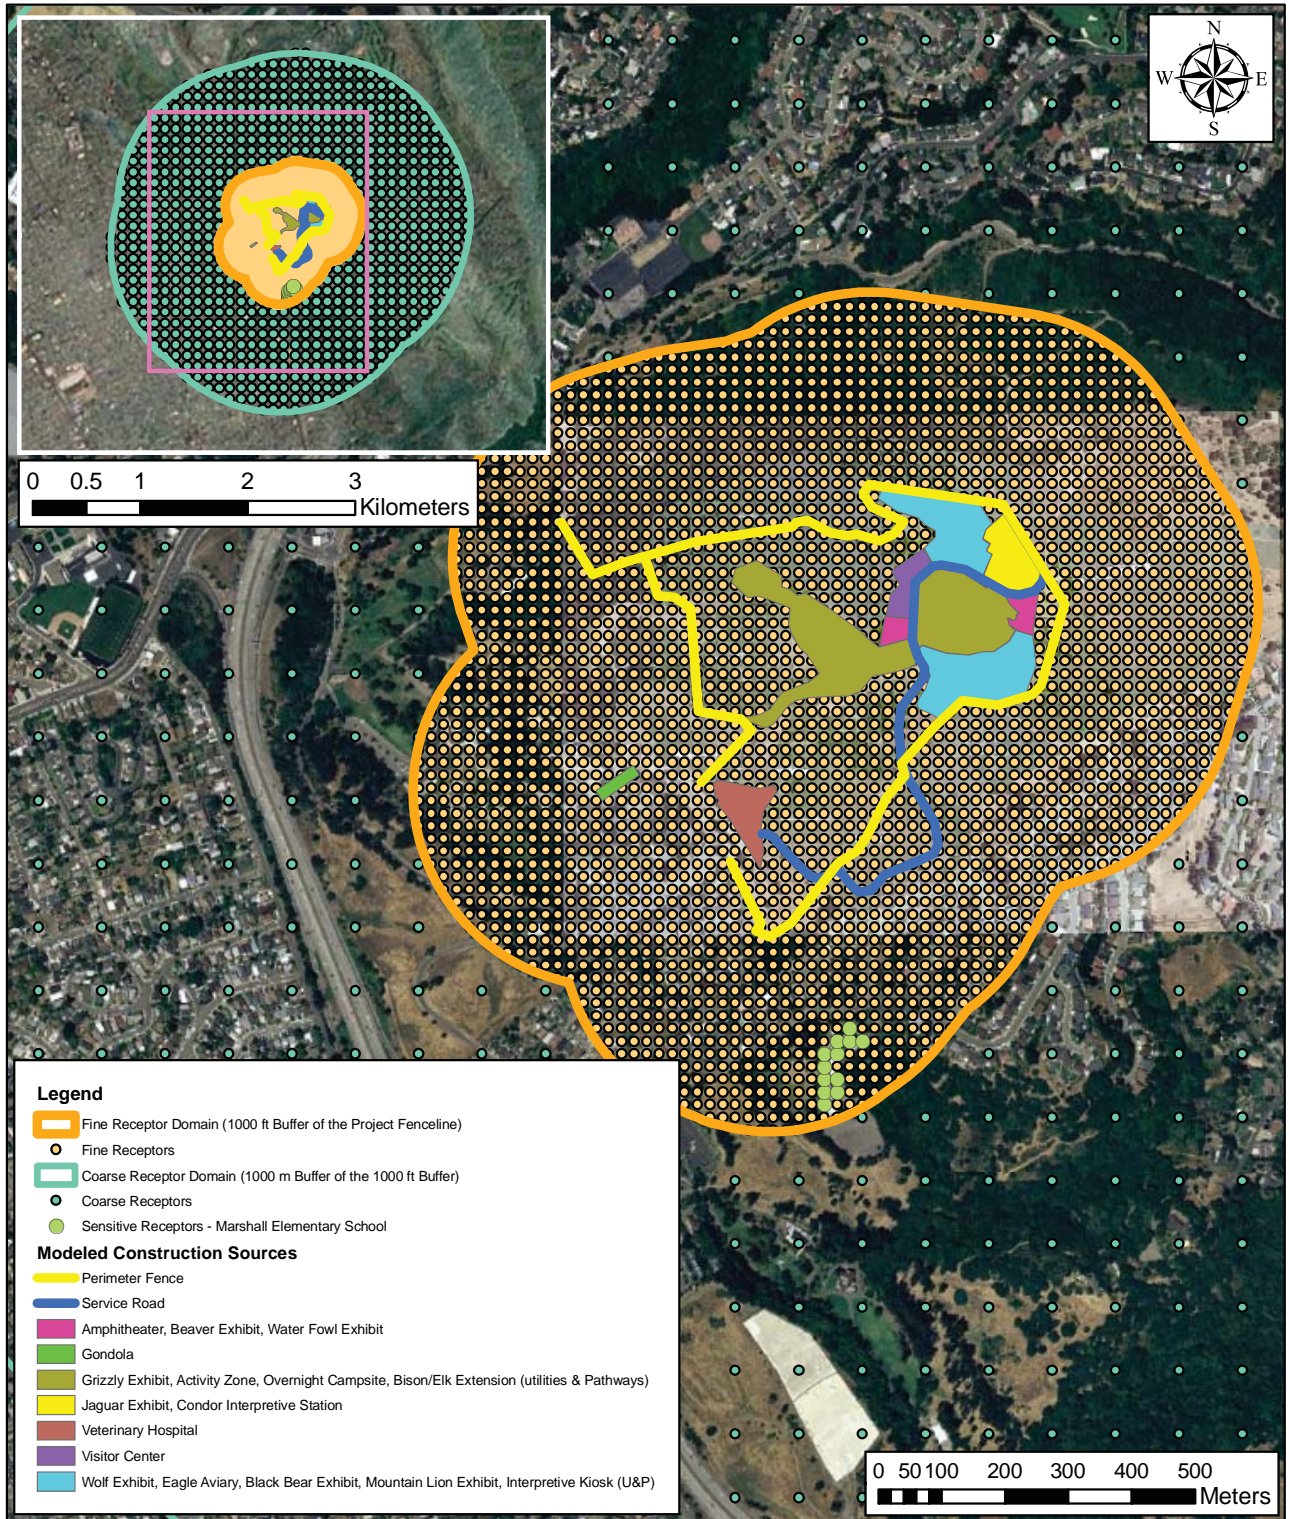 N
W E
S
0 0.5 1 2 3
Kilometers
Legend
Fine Receptor Domain (1000 ft Buffer of the Project Fenceline)
Fine Receptors
Coarse Receptor Domain (1000 m Buffer of the 1000 ft Buffer)
Coarse Receptors
Sensitive Receptors - Marshall Elementary School
Modeled Construction Sources
Perimeter Fence
Service Road
Amphitheater, Beaver Exhibit, Water Fowl Exhibit
Gondola
Grizzly Exhibit, Activity Zone, Overnight Campsite, Bison/Elk Extension (utilities & Pathways)
Jaguar Exhibit, Condor Interpretive Station
Veterinary Hospital
Visitor Center
Wolf Exhibit, Eagle Aviary, Black Bear Exhibit, Mountain Lion Exhibit, Interpretive Kiosk (U&P)
0 50 100 200 300 400 500
Meters